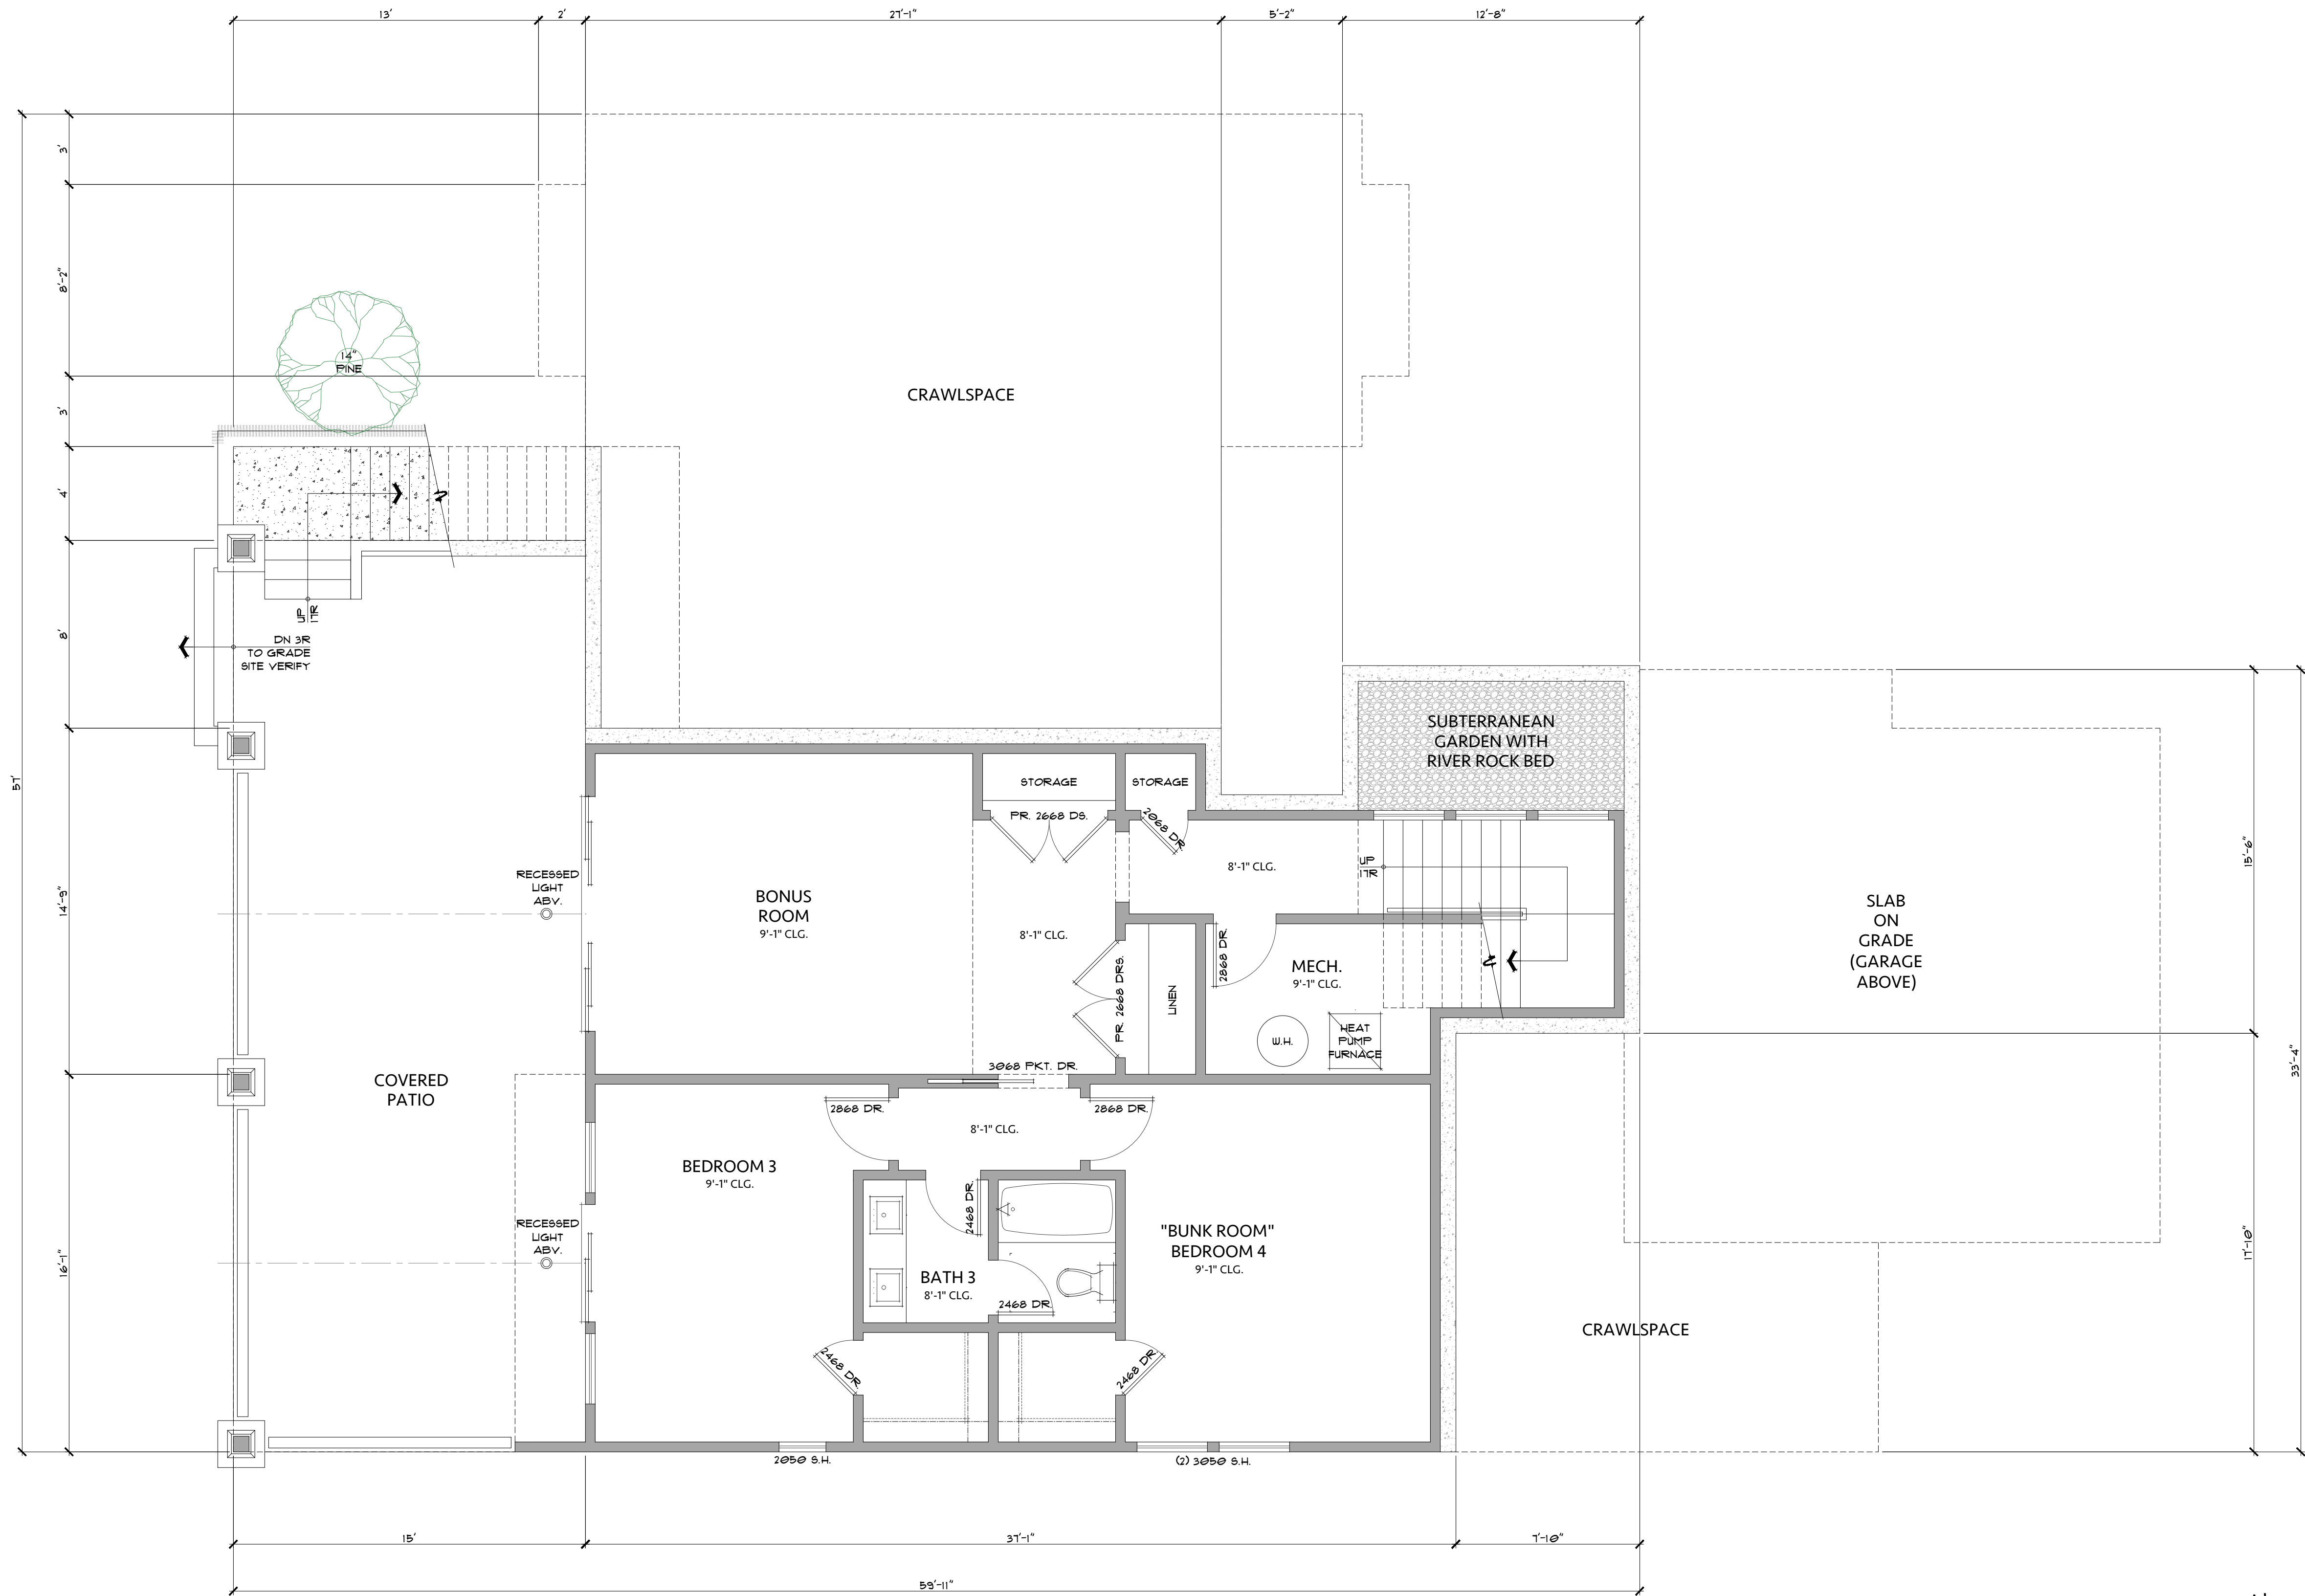 13'
2'
27'-1"
5'-2"
12'-8"
3'
8'-2"
3'
4'
8'
14'-9"
16'-1"
57'
14"
PINE
CRAWLSPACE
UP
17R
DN 3R
TO GRADE
SITE VERIFY
SUBTERRANEAN
GARDEN WITH
RIVER ROCK BED
STORAGE
STORAGE
PR. 2668 DS.
2068 DR
RECESSED
LIGHT
ABV.
BONUS
ROOM
9'-1" CLG.
8'-1" CLG.
8'-1" CLG.
UP
17R
2868 DR.
MECH.
9'-1" CLG.
PR. 2668 DRS.
LINEN
W.H.
HEAT
PUMP
FURNACE
SLAB
ON
GRADE
(GARAGE
ABOVE)
15'-6"
33'-4"
17'-10"
3068 PKT. DR.
COVERED
PATIO
2868 DR.
2868 DR.
8'-1" CLG.
BEDROOM 3
9'-1" CLG.
2468 DR.
RECESSED
LIGHT
ABV.
"BUNK ROOM"
BEDROOM 4
9'-1" CLG.
BATH 3
8'-1" CLG.
2468 DR.
2468 DR
2468 DR
CRAWLSPACE
2050 S.H.
(2) 3050 S.H.
15'
37'-1"
7'-10"
59'-11"